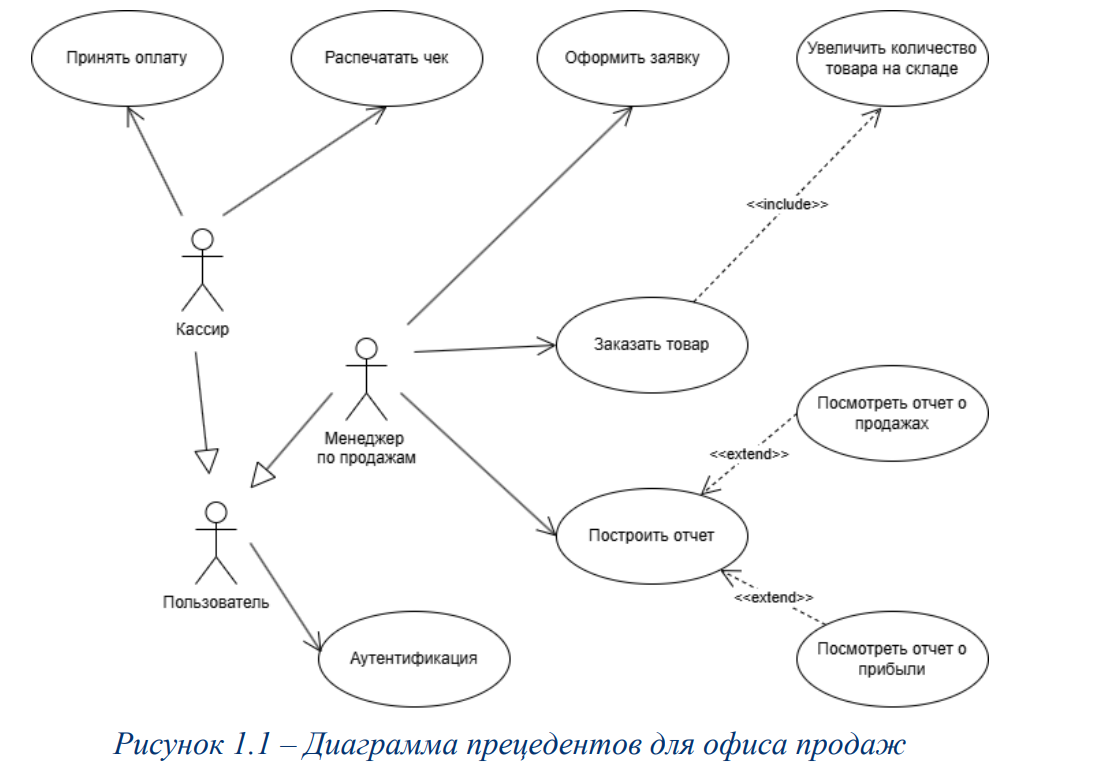 Принять оплату
Распечатать чек
Оформить заявку
Увеличить количество
товара на складе
<<include>>
Кассир
Заказать товар
Менеджер
по продажам
Посмотреть отчет о
продажах
<<extend>>
Построить отчет
Пользователь
<<extend>>
Аутентификация
Посмотреть отчет о
прибыли
Рисунок 1.1 – Диаграмма прецедентов для офиса продаж